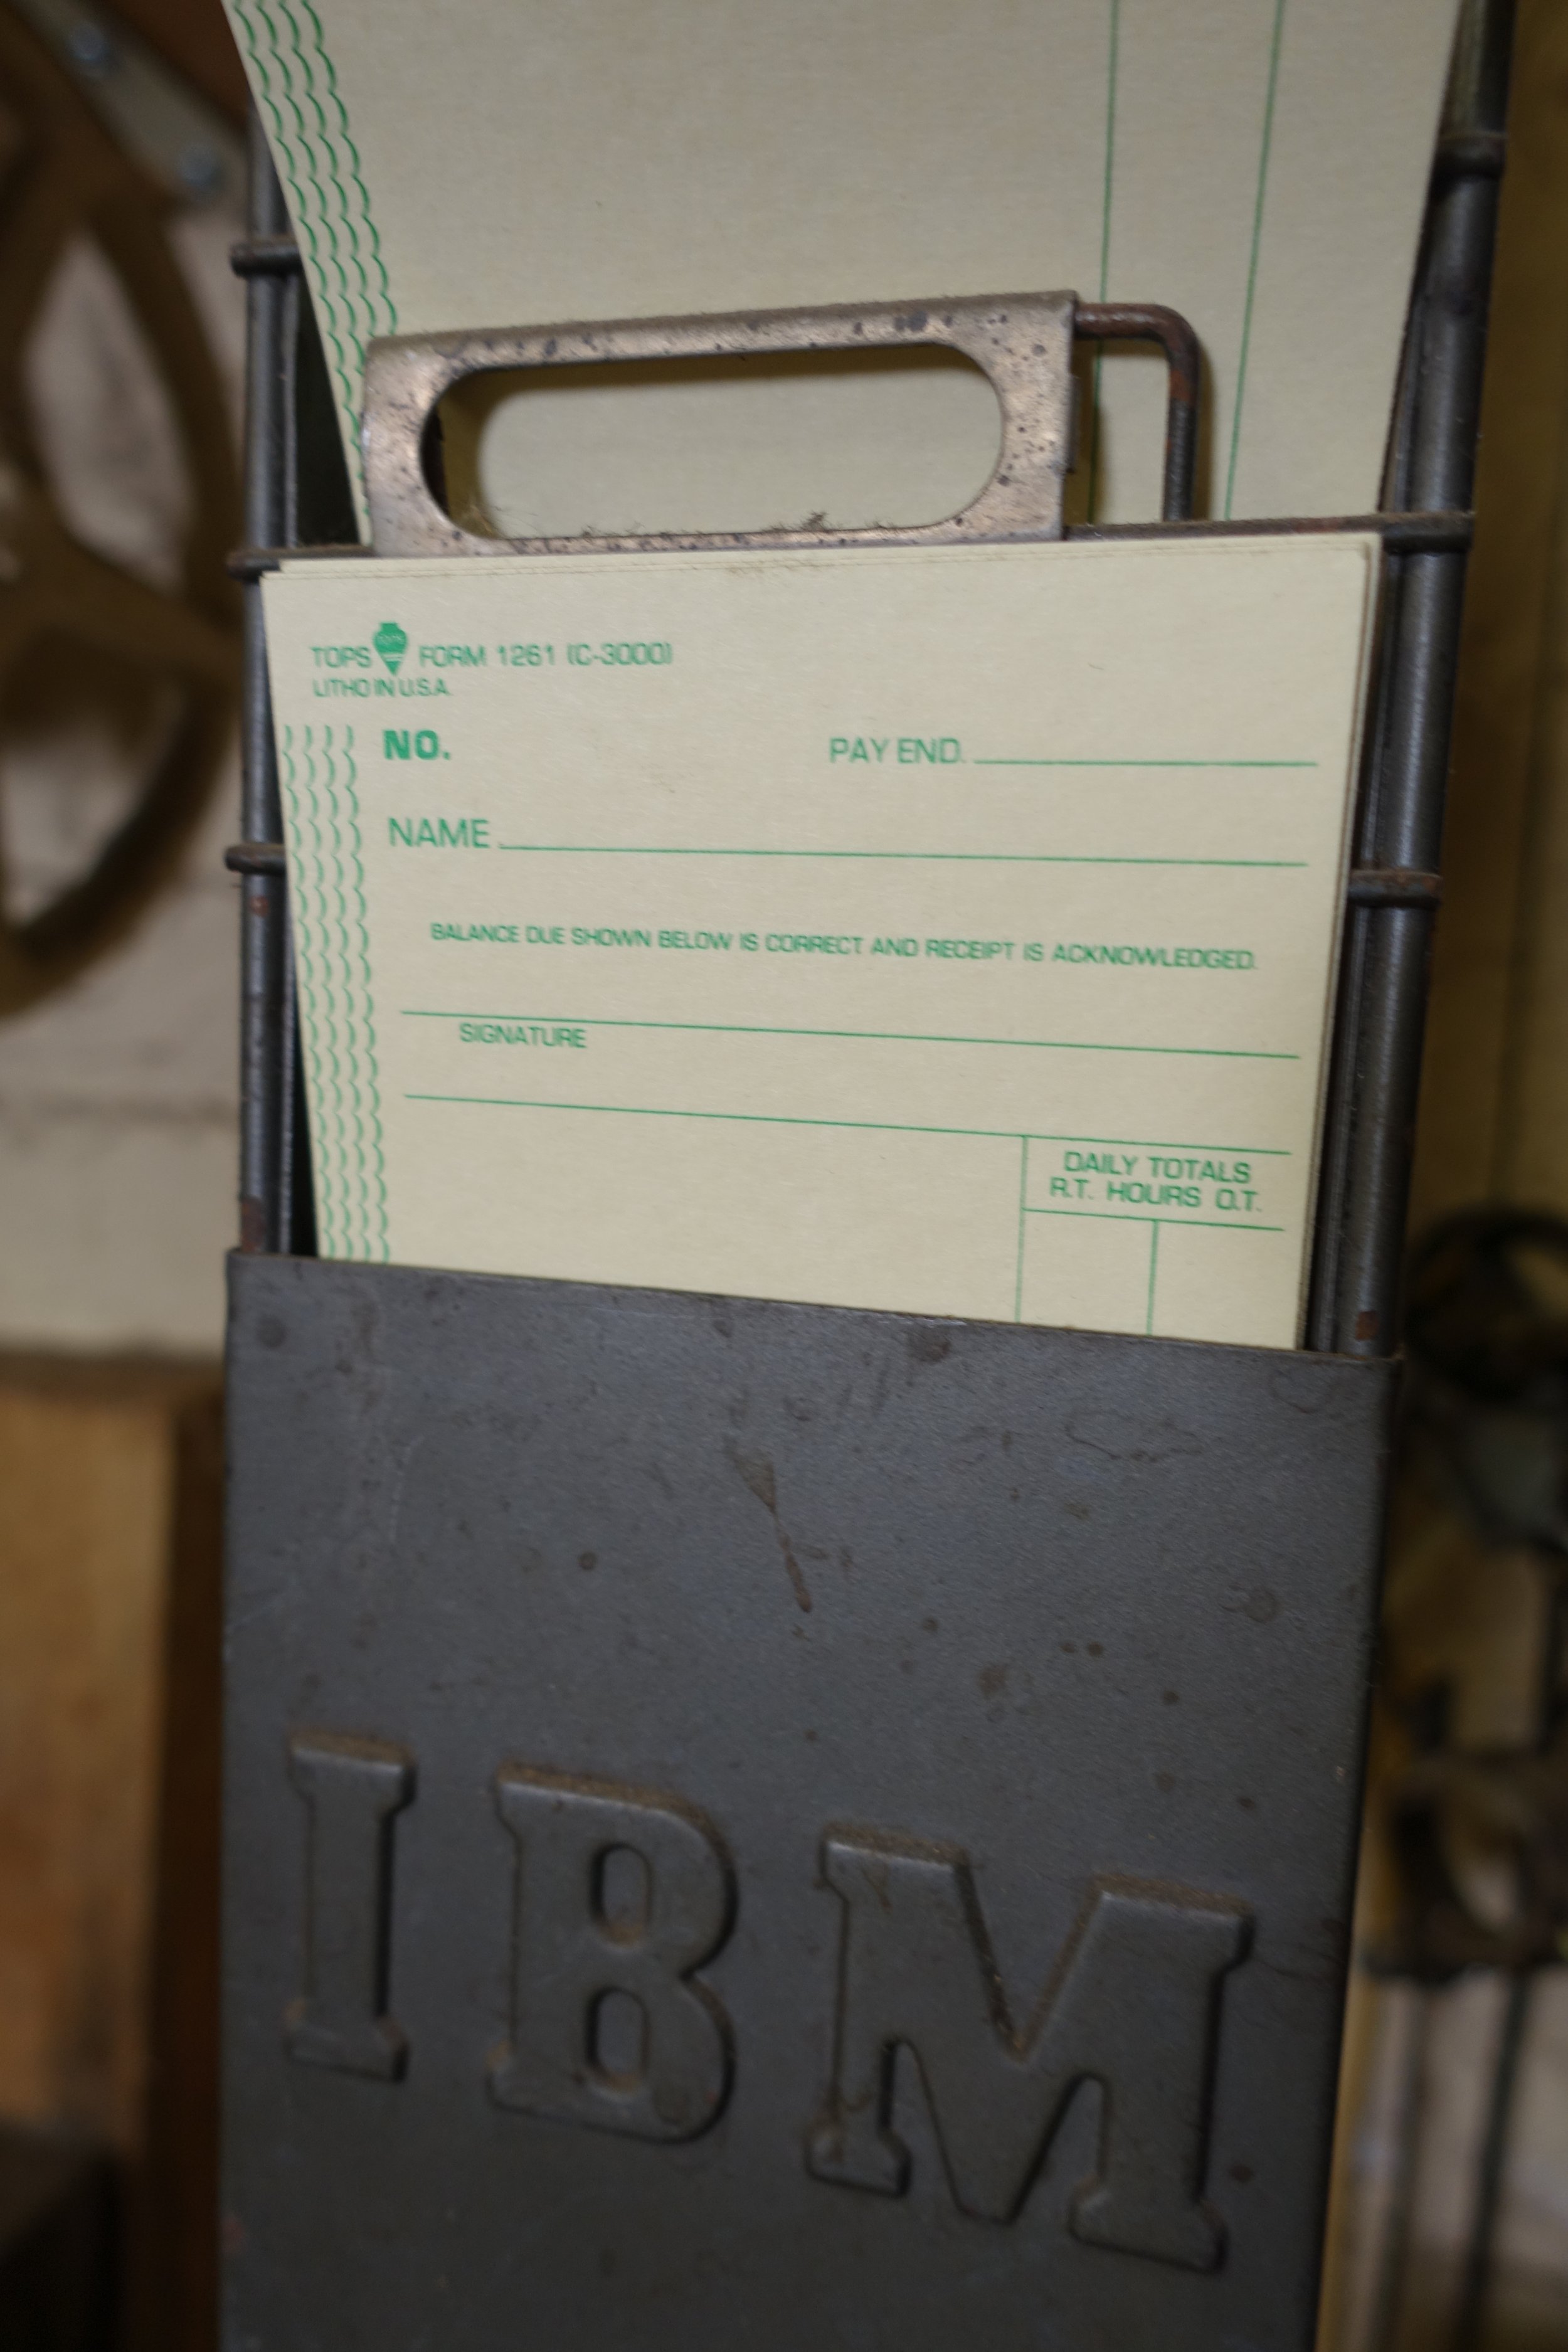 TOPS FORM 1261 (C-3000)
LITHO IN U.S.A.
NO. PAY END.
NAME
BALANCE DUE SHOWN BELOW IS CORRECT AND RECEIPT IS ACKNOWLEDGED.
SIGNATURE
DAILY TOTALS
R.T. HOURS O.T.
IBM